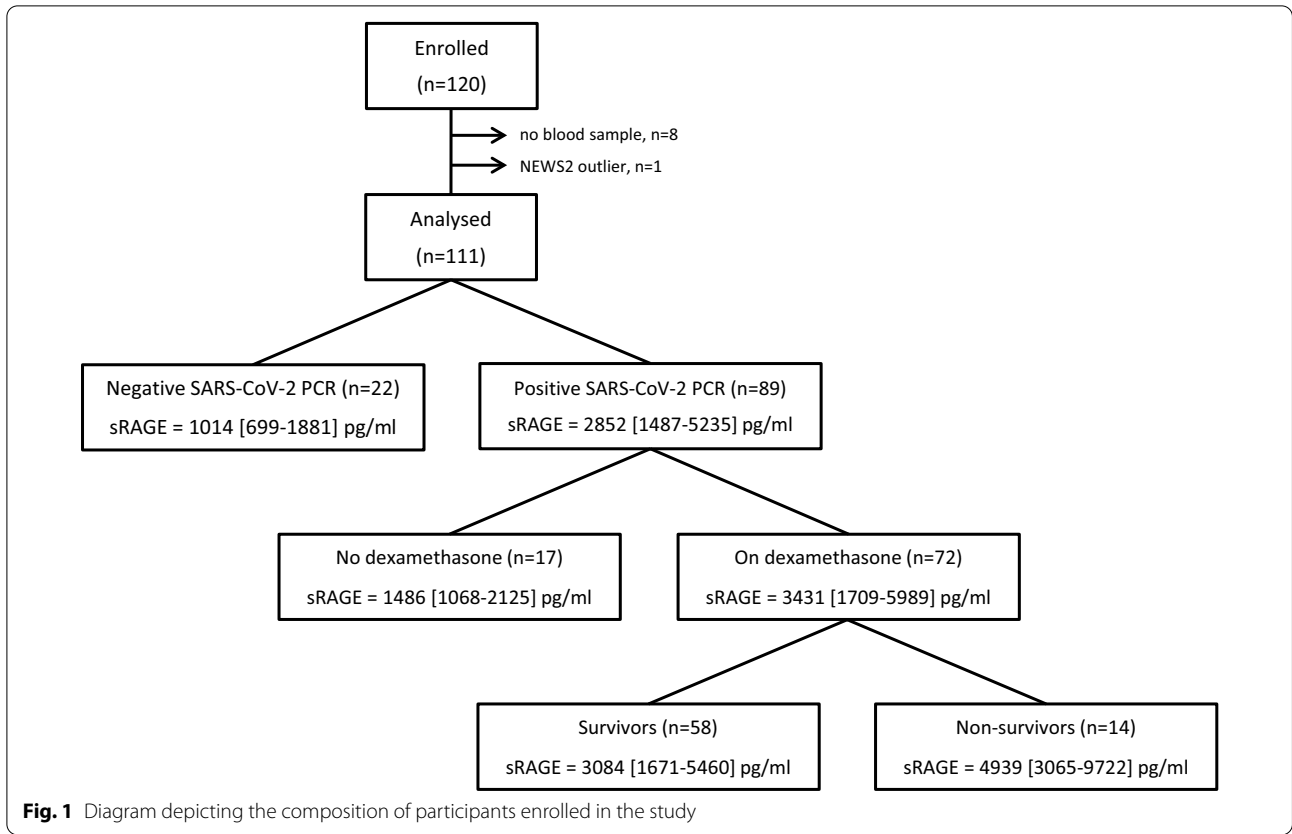 Enrolled
(n=120)
no blood sample, n=8
NEWS2 outlier, n=1
Analysed
(n=111)
Negative SARS-CoV-2 PCR (n=22)
sRAGE = 1014 [699-1881] pg/ml
Positive SARS-CoV-2 PCR (n=89)
sRAGE = 2852 [1487-5235] pg/ml
No dexamethasone (n=17)
sRAGE = 1486 [1068-2125] pg/ml
On dexamethasone (n=72)
sRAGE = 3431 [1709-5989] pg/ml
Survivors (n=58)
sRAGE = 3084 [1671-5460] pg/ml
Non-survivors (n=14)
sRAGE = 4939 [3065-9722] pg/ml
Fig. 1 Diagram depicting the composition of participants enrolled in the study